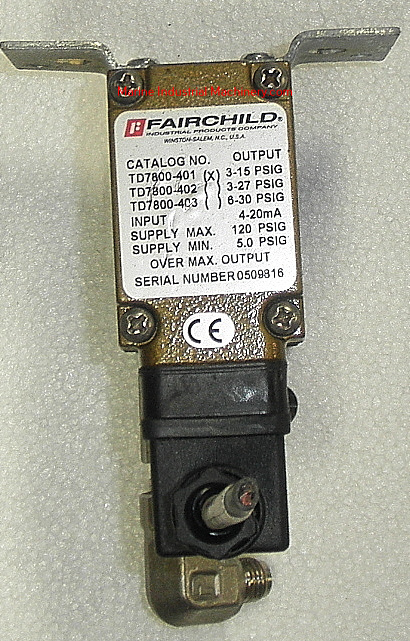 FAIRCHILD®
INDUSTRIAL PRODUCTS COMPANY
WINSTON-SALEM, N.C., U.S.A.
CATALOG NO. OUTPUT
TD7800-401 (X) 3-15 PSIG
TD7800-402 ( ) 3-27 PSIG
TD7800-403 ( ) 6-30 PSIG
INPUT 4-20mA
SUPPLY MAX. 120 PSIG
SUPPLY MIN. 5.0 PSIG
OVER MAX. OUTPUT
SERIAL NUMBER 0509816
CE